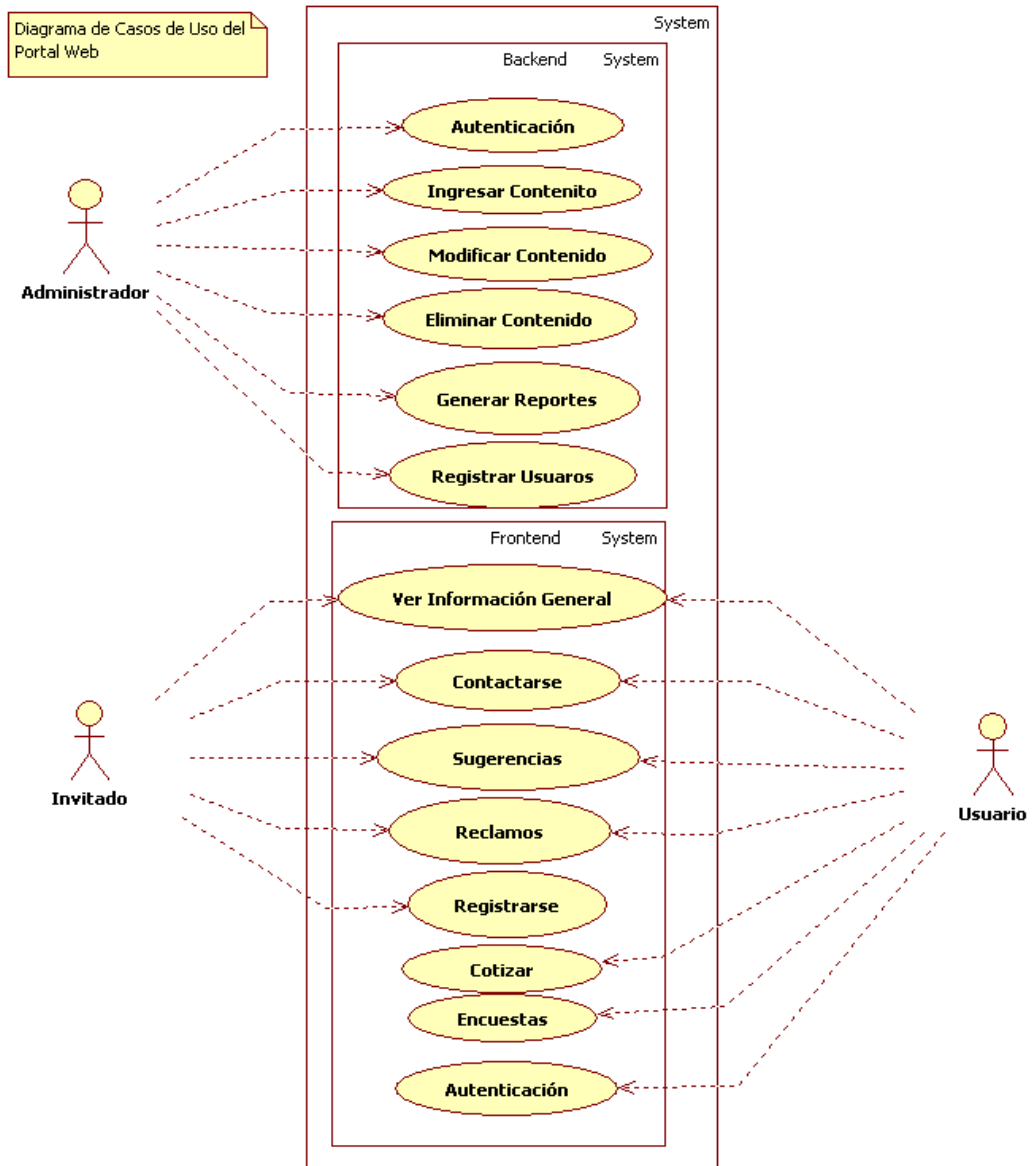 Diagrama de Casos de Uso del
Portal Web
System
Backend System
Autenticación
Ingresar Contenito
Modificar Contenido
Administrador
Eliminar Contenido
Generar Reportes
Registrar Usuaros
Frontend System
Ver Información General
Contactarse
Sugerencias
Invitado
Usuario
Reclamos
Registrarse
Cotizar
Encuestas
Autenticación